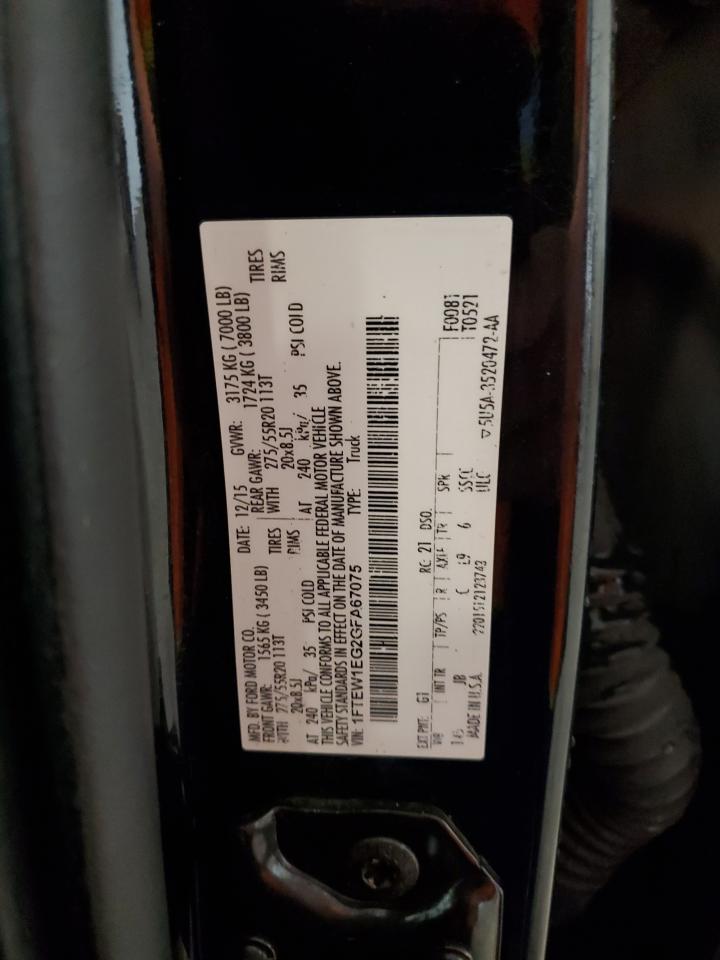 MFD. BY FORD MOTOR CO.
DATE: 12/15 GVWR: 3175 KG ( 7000 LB)
FRONT GAWR: 1565 KG ( 3450 LB)
REAR GAWR: 1724 KG ( 3800 LB)
WITH 275/55R20 113T TIRES
WITH 275/55R20 113T TIRES
20x8.5J RIMS
20x8.5J RIMS
AT 240 kPa/ 35 PSI COLD
AT 240 kPa/ 35 PSI COLD
THIS VEHICLE CONFORMS TO ALL APPLICABLE FEDERAL MOTOR VEHICLE
SAFETY STANDARDS IN EFFECT ON THE DATE OF MANUFACTURE SHOWN ABOVE.
VIN: 1FTEW1EG2GFA67075 TYPE: Truck
EXT PNT: G1 RC: 21 DSO: F0081
WB INT TR TP/PS R AXLE TR SPR T0521
145 JB 6
MADE IN U.S.A. ULC
▽5U5A-3520472-AA